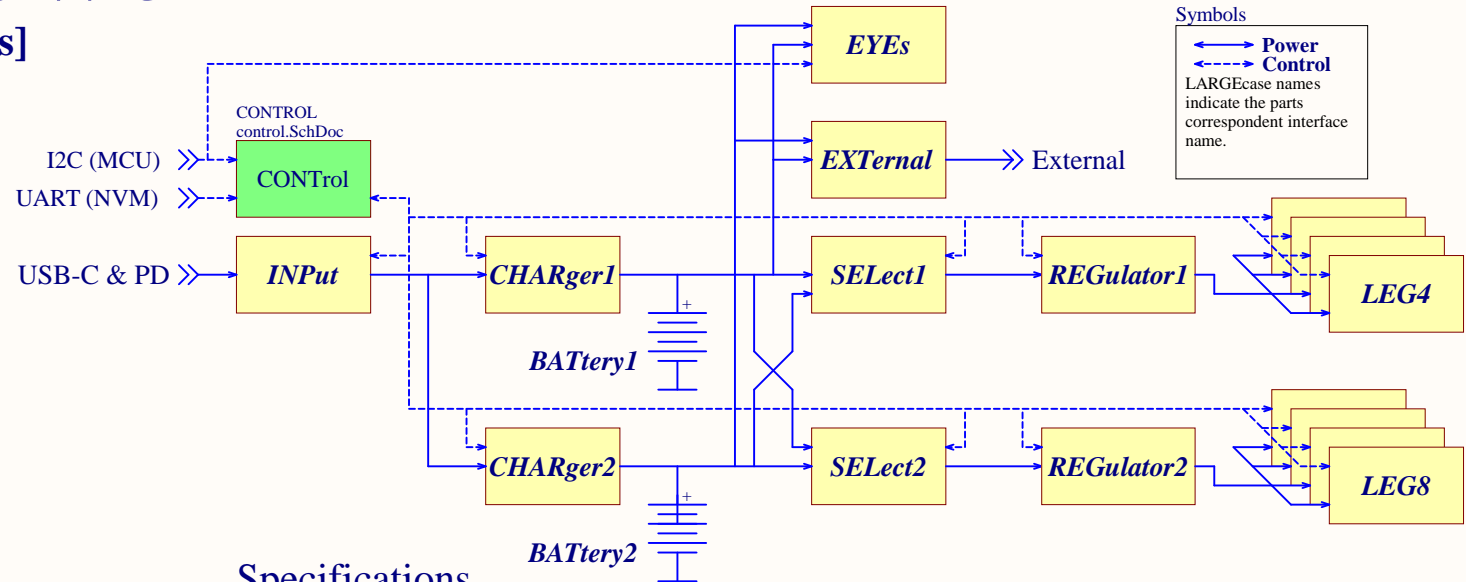 s]
EYEs
Symbols
Power
Control
LARGEcase names
indicate the parts
correspondent interface
name.
CONTROL
control.SchDoc
I2C (MCU)
CONTrol
EXTernal
External
UART (NVM)
USB-C & PD
INPut
CHARger1
SELect1
REGulator1
LEG4
+
BATtery1
CHARger2
SELect2
REGulator2
LEG8
+
BATtery2
Specifications